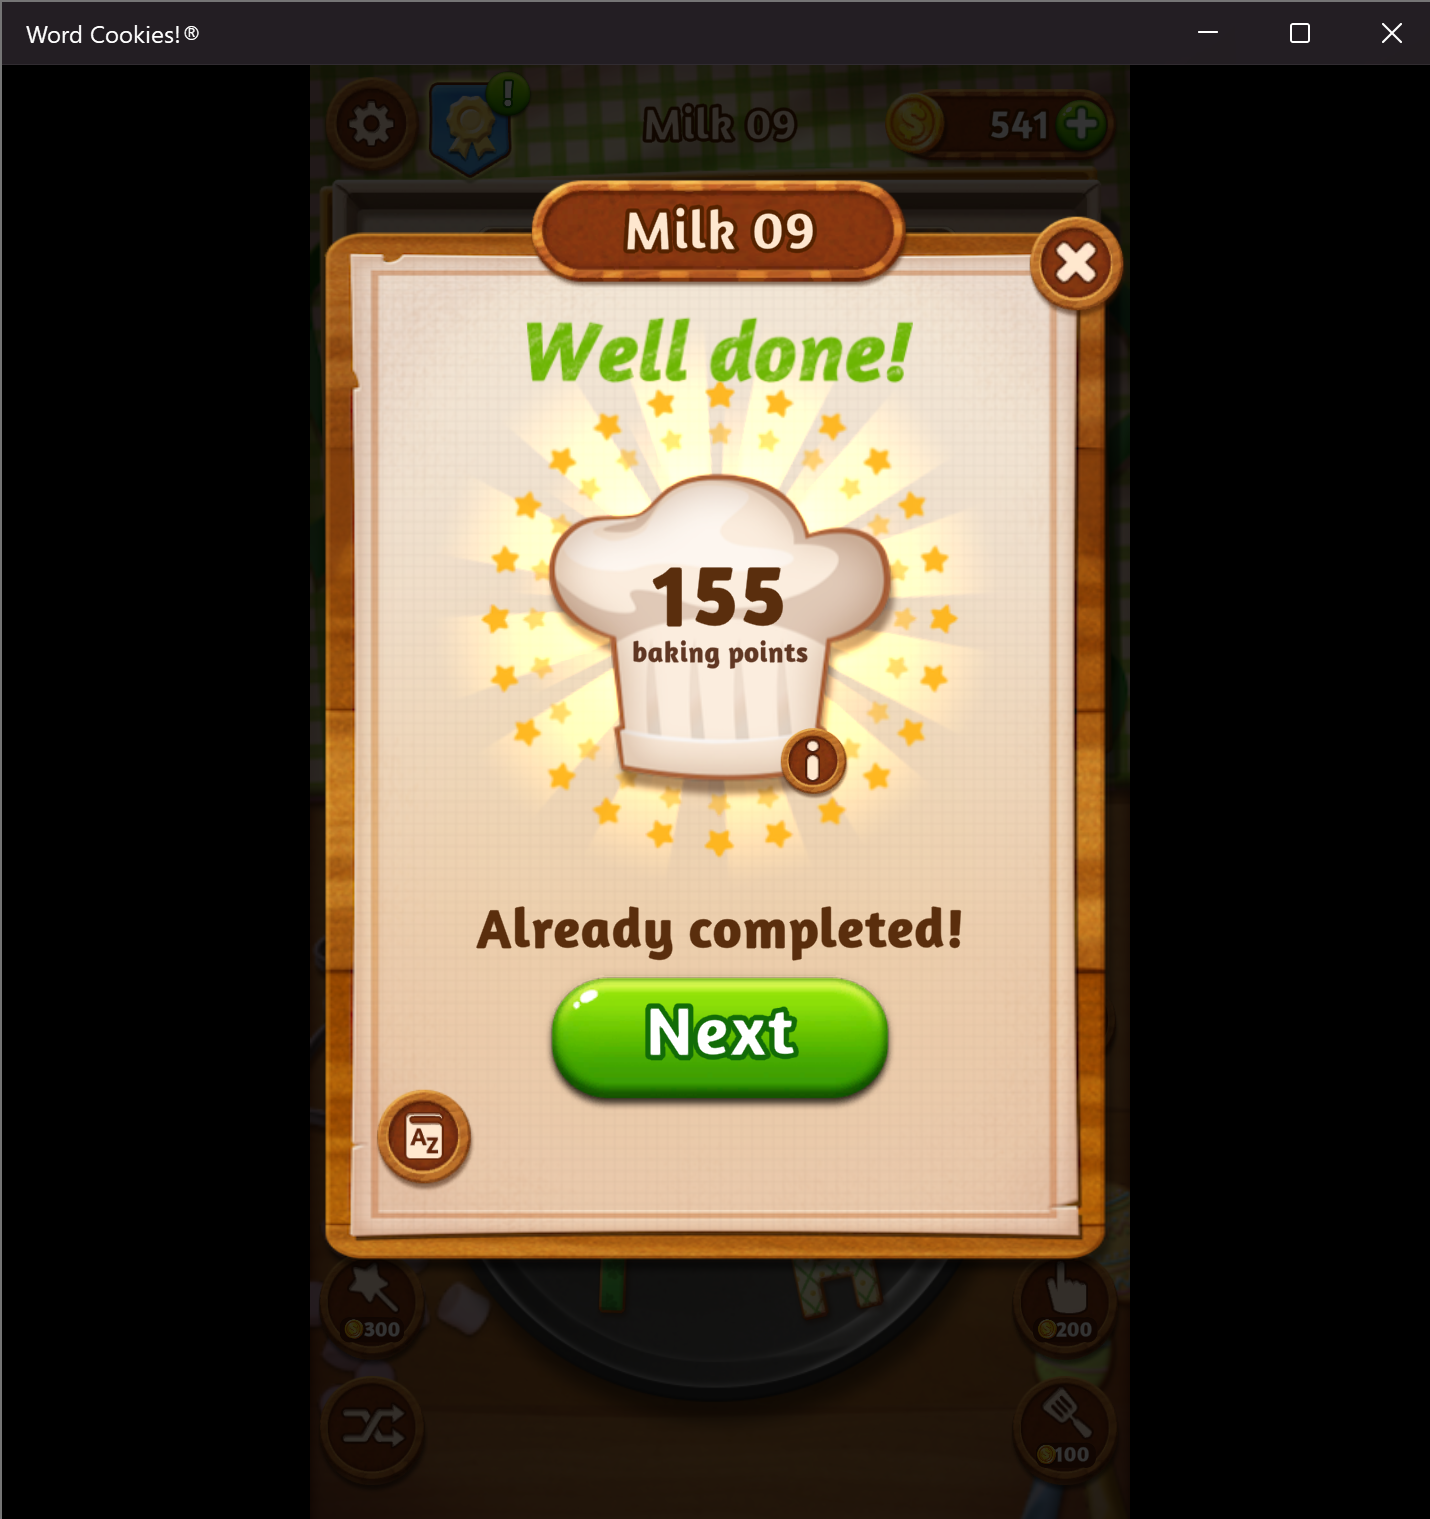 Word Cookies!®
Milk 09
541
Milk 09
Well done!
155
baking points
Already completed!
Next
AZ
300
200
100